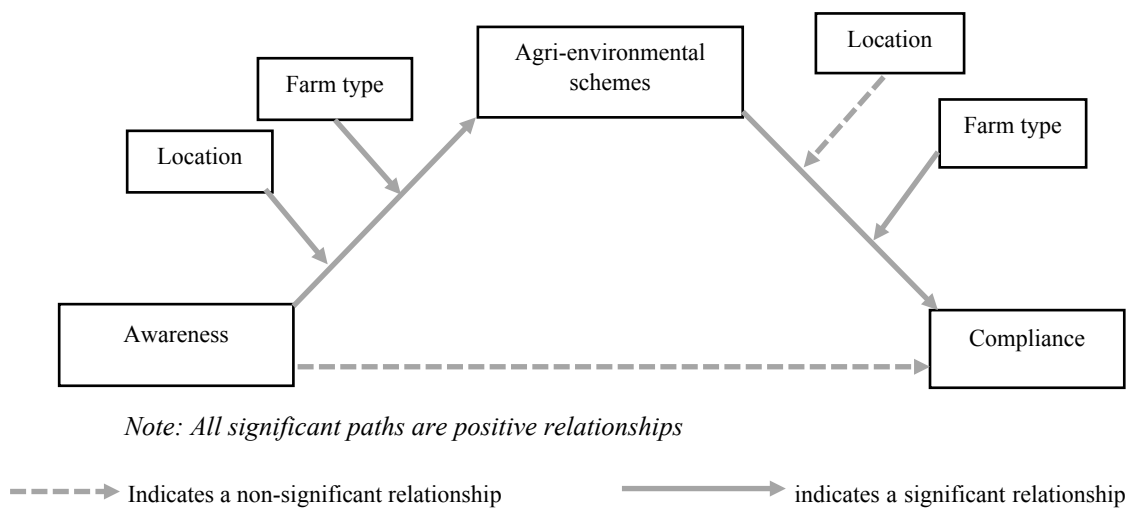 Agri-environmental
schemes
Location
Farm type
Farm type
Location
Awareness
Compliance
Note: All significant paths are positive relationships
Indicates a non-significant relationship
indicates a significant relationship